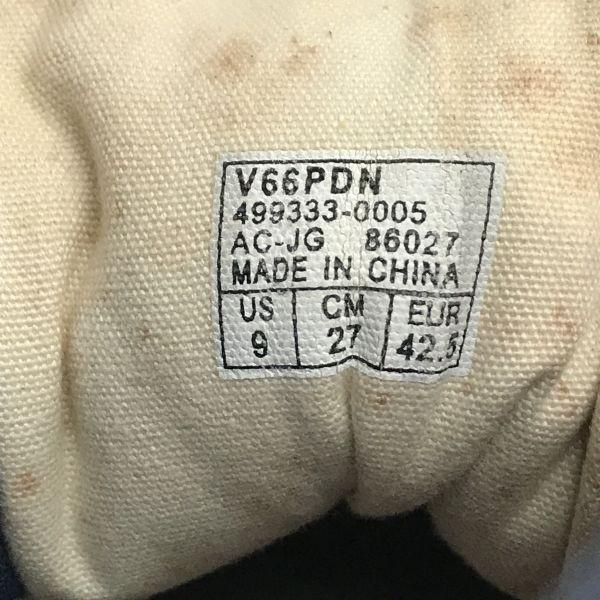 V66PDN
499333-0005
AC-JG 86027
MADE IN CHINA
US CM EUR
9 27 42.5